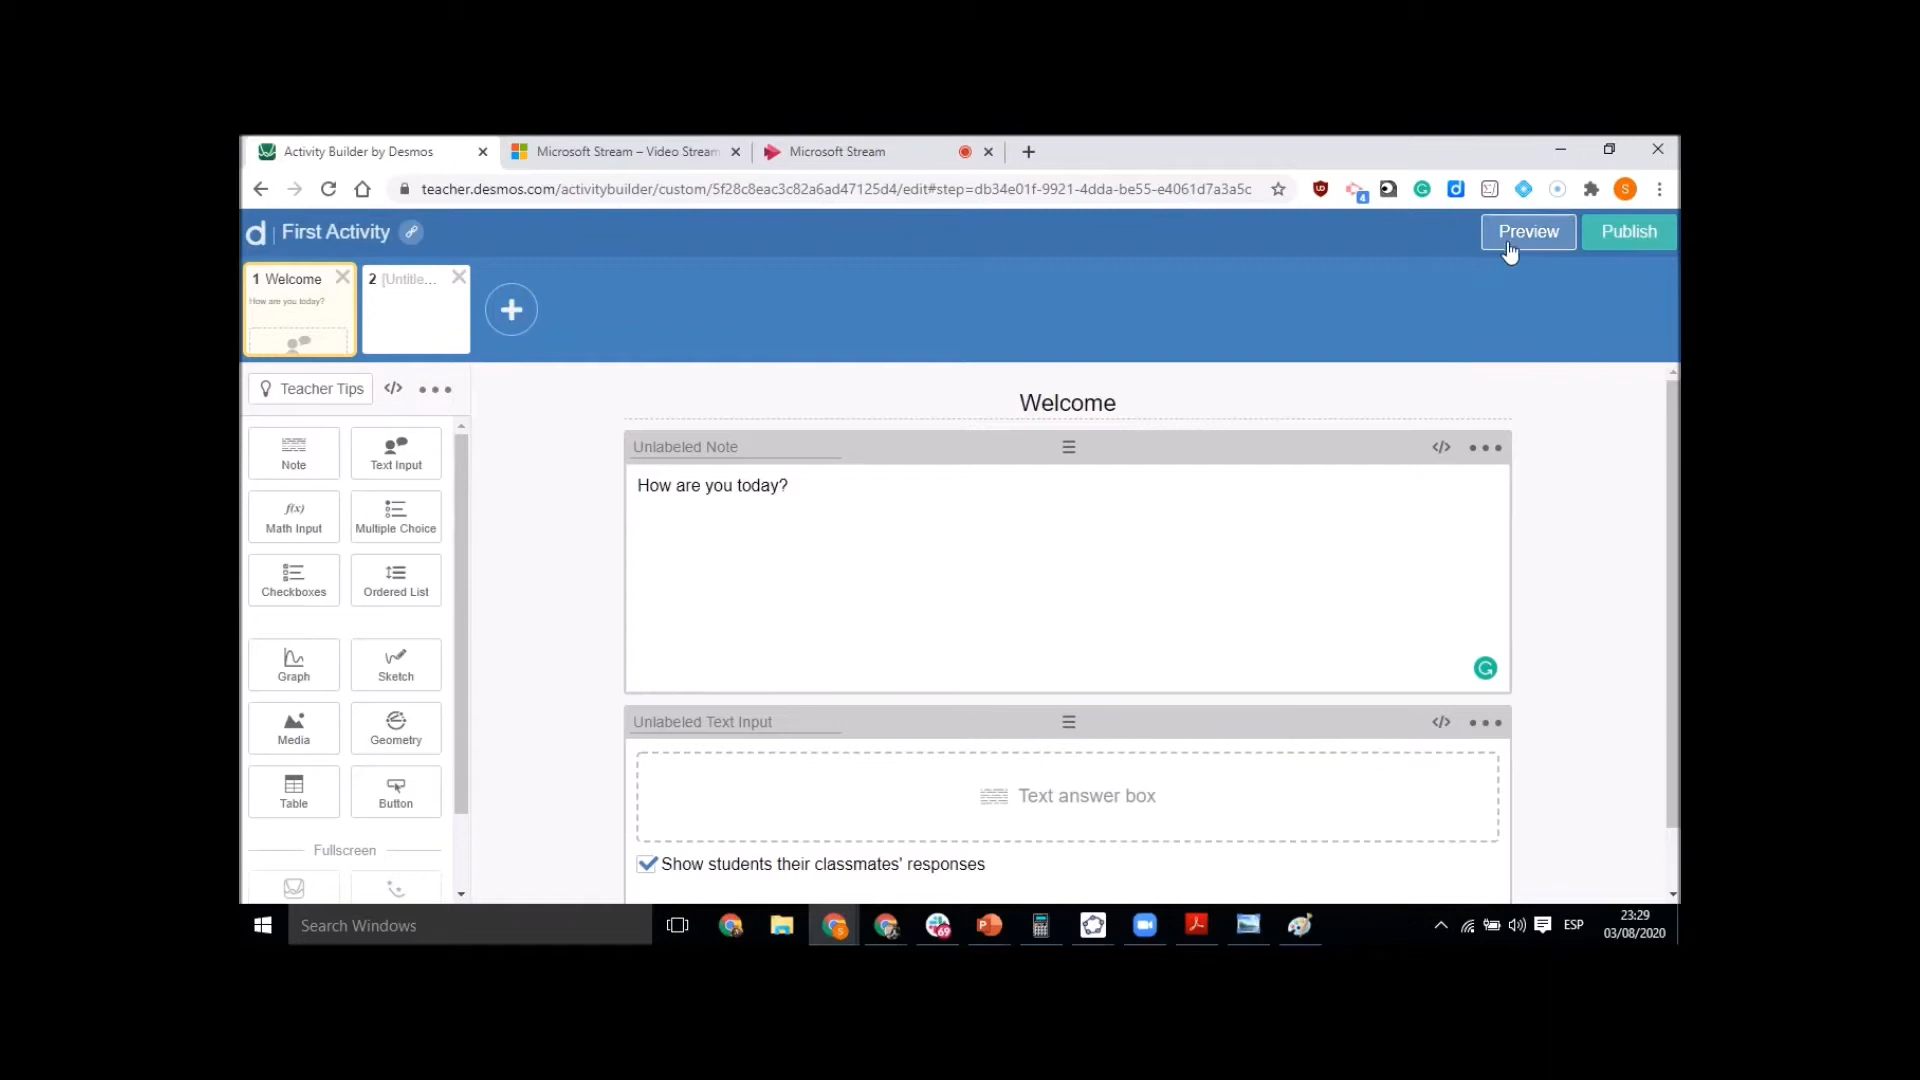 Activity Builder by Desmos
Microsoft Stream – Video Stream
Microsoft Stream
teacher.desmos.com/activitybuilder/custom/5f28c8eac3c82a6ad47125d4/edit#step=db34e01f-9921-4dda-be55-e4061d7a3a5c
4
S
d | First Activity
Preview
Publish
1 Welcome
How are you today?
2 [Untitle...
Teacher Tips
</>
Welcome
Unlabeled Note
</>
How are you today?
Note
Text Input
f(x)
Math Input
Multiple Choice
Checkboxes
Ordered List
Graph
Sketch
Media
Geometry
Table
Button
Fullscreen
Unlabeled Text Input
</>
Text answer box
Show students their classmates' responses
Search Windows
69
ESP
23:29
03/08/2020